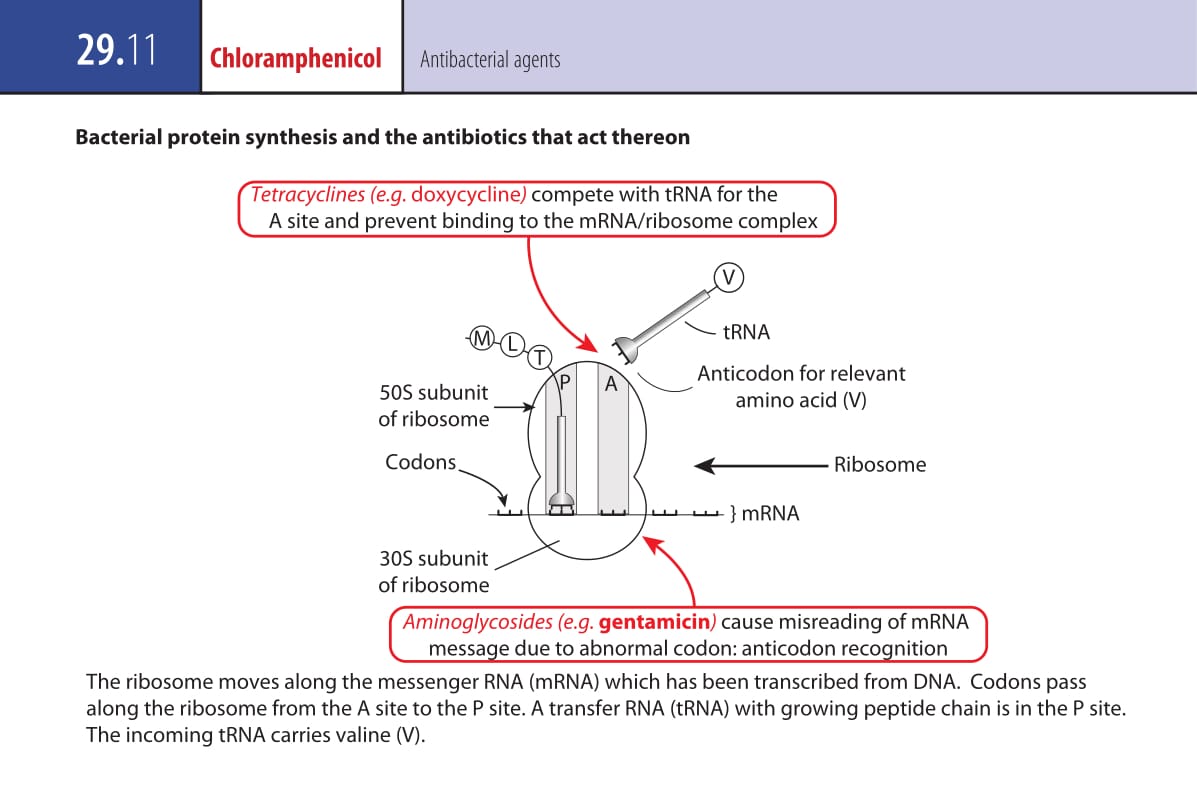 29.11
Chloramphenicol
Antibacterial agents
Bacterial protein synthesis and the antibiotics that act thereon
Tetracyclines (e.g. doxycycline) compete with tRNA for the
A site and prevent binding to the mRNA/ribosome complex
V
tRNA
M L T
P A
Anticodon for relevant
amino acid (V)
50S subunit
of ribosome
Codons
Ribosome
} mRNA
30S subunit
of ribosome
Aminoglycosides (e.g. gentamicin) cause misreading of mRNA
message due to abnormal codon: anticodon recognition
The ribosome moves along the messenger RNA (mRNA) which has been transcribed from DNA. Codons pass
along the ribosome from the A site to the P site. A transfer RNA (tRNA) with growing peptide chain is in the P site.
The incoming tRNA carries valine (V).